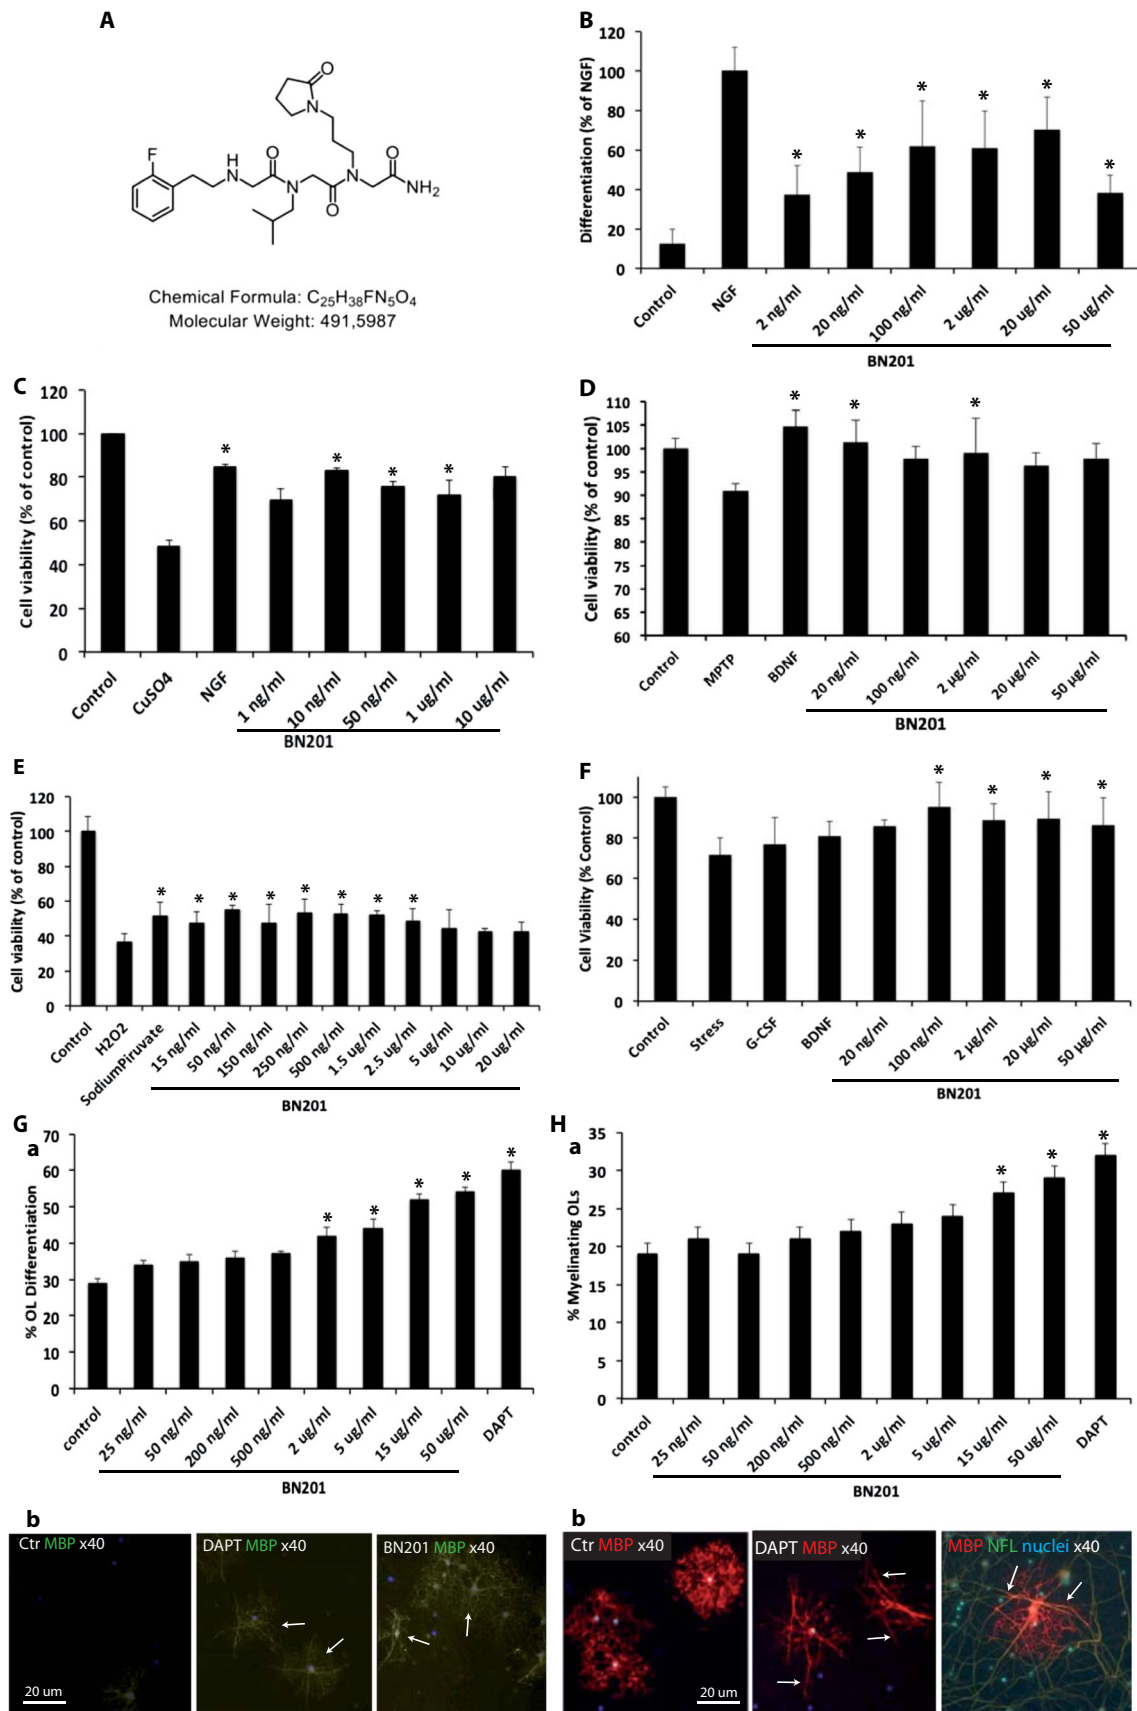 A
O
N
F
H
N
O
N
O
N
O
NH2
Chemical Formula: C25H38FN5O4
Molecular Weight: 491,5987
B
Differentiation (% of NGF)
120
100
80
60
40
20
0
* * * * * *
Control NGF 2 ng/ml 20 ng/ml 100 ng/ml 2 ug/ml 20 ug/ml 50 ug/ml
BN201
C
Cell viability (% of control)
120
100
80
60
40
20
0
* * * *
Control CuSO4 NGF 1 ng/ml 10 ng/ml 50 ng/ml 1 ug/ml 10 ug/ml
BN201
D
Cell viability (% of control)
110
105
100
95
90
85
80
75
70
65
60
* * *
Control MPTP BDNF 20 ng/ml 100 ng/ml 2 µg/ml 20 µg/ml 50 µg/ml
BN201
E
Cell viability (% of control)
120
100
80
60
40
20
0
* * * * * * * *
Control H2O2 SodiumPiruvate 15 ng/ml 50 ng/ml 150 ng/ml 250 ng/ml 500 ng/ml 1.5 ug/ml 2.5 ug/ml 5 ug/ml 10 ug/ml 20 ug/ml
BN201
F
Cell Viability (% Control)
100
80
60
40
20
0
* * * *
Control Stress G-CSF BDNF 20 ng/ml 100 ng/ml 2 µg/ml 20 µg/ml 50 µg/ml
BN201
G
a
% OL Differentiation
70
60
50
40
30
20
10
0
* * * * *
control 25 ng/ml 50 ng/ml 200 ng/ml 500 ng/ml 2 ug/ml 5 ug/ml 15 ug/ml 50 ug/ml DAPT
BN201
b
Ctr MBP x40
20 um
DAPT MBP x40
BN201 MBP x40
H
a
% Myelinating OLs
35
30
25
20
15
10
5
0
* * *
control 25 ng/ml 50 ng/ml 200 ng/ml 500 ng/ml 2 ug/ml 5 ug/ml 15 ug/ml 50 ug/ml DAPT
BN201
b
Ctr MBP x40
20 um
DAPT MBP x40
MBP NFL nuclei x40